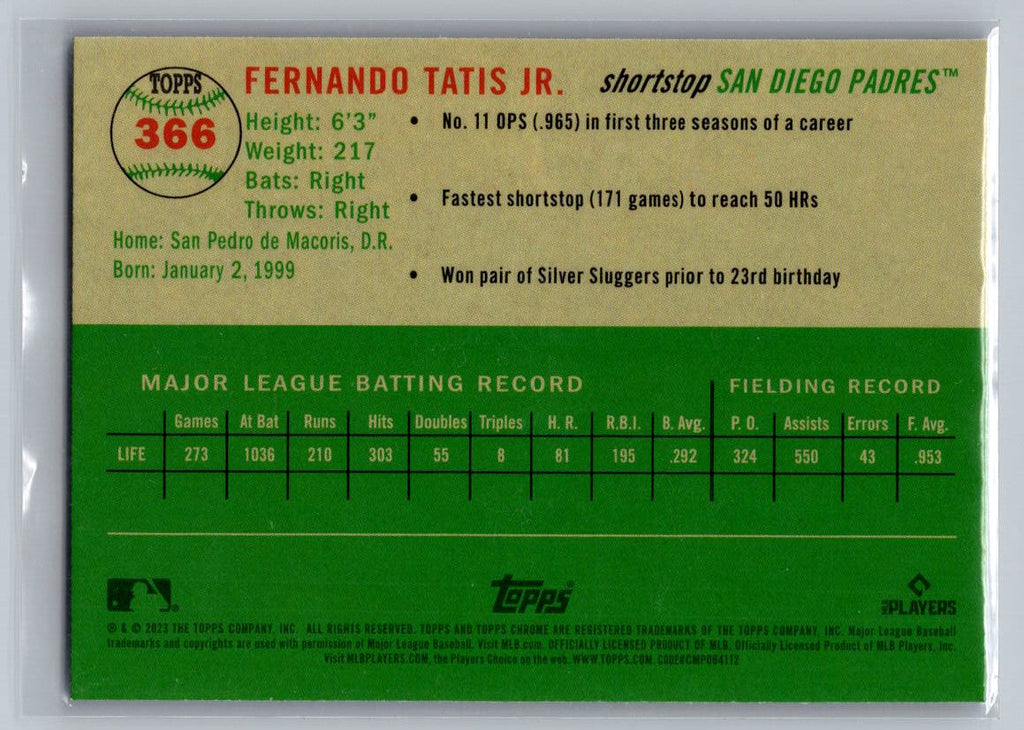 TOPPS
366
FERNANDO TATIS JR. shortstop SAN DIEGO PADRES™
Height: 6'3"
Weight: 217
Bats: Right
Throws: Right
Home: San Pedro de Macoris, D.R.
Born: January 2, 1999
• No. 11 OPS (.965) in first three seasons of a career
• Fastest shortstop (171 games) to reach 50 HRs
• Won pair of Silver Sluggers prior to 23rd birthday
MAJOR LEAGUE BATTING RECORD FIELDING RECORD
Games At Bat Runs Hits Doubles Triples H. R. R.B.I. B. Avg. P. O. Assists Errors F. Avg.
LIFE 273 1036 210 303 55 8 81 195 .292 324 550 43 .953
Topps®
PLAYERS
® & © 2023 THE TOPPS COMPANY, INC. ALL RIGHTS RESERVED. TOPPS AND TOPPS CHROME ARE REGISTERED TRADEMARKS OF THE TOPPS COMPANY, INC. Major League Baseball
trademarks and copyrights are used with permission of Major League Baseball. Visit MLB.com. OFFICIALLY LICENSED PRODUCT OF MLB. Officially Licensed Product of MLB Players, Inc.
Visit MLBPLAYERS.COM, the Players Choice on the web. WWW.TOPPS.COM. CODE#CMP064112